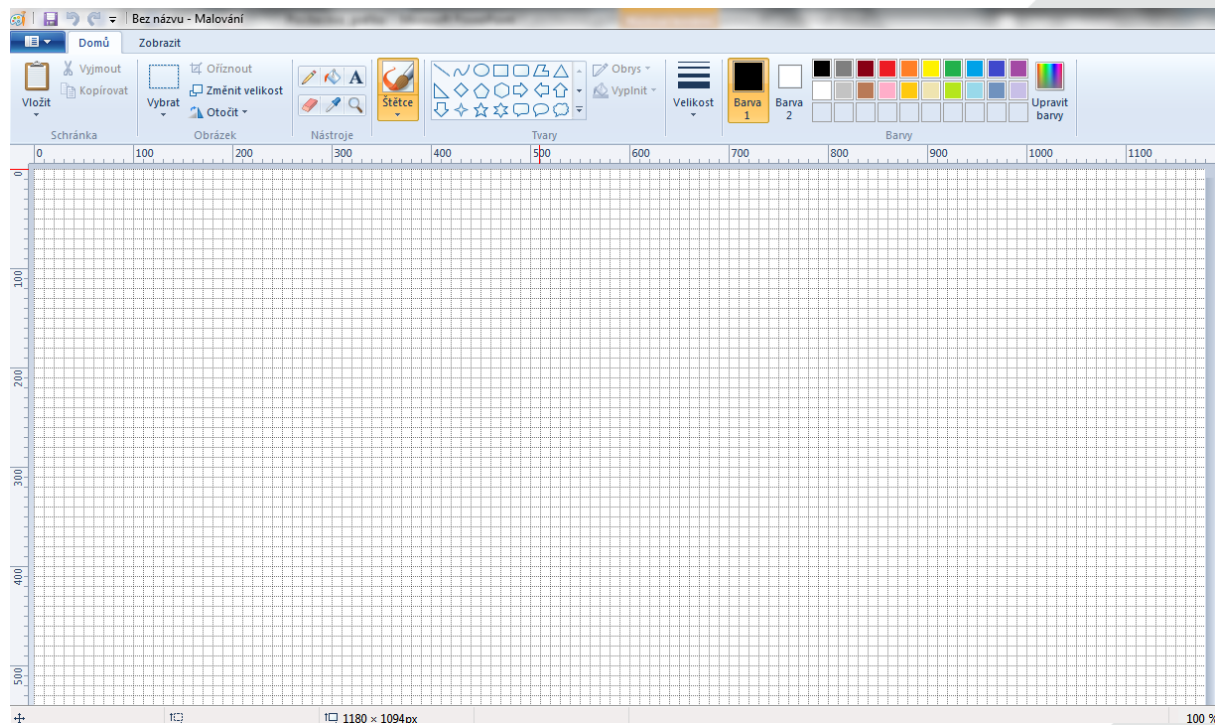 Bez názvu - Malování
Domů Zobrazit
Vložit
Vyjmout
Kopírovat
Schránka
Vybrat
Oříznout
Změnit velikost
Otočit
Obrázek
A
Nástroje
Štětce
Obrys
Vyplnit
Tvary
Velikost
Barva 1
Barva 2
Upravit barvy
Barvy
0 100 200 300 400 500 600 700 800 900 1000 1100
0
100
200
300
400
500
1180 × 1094px 100 %